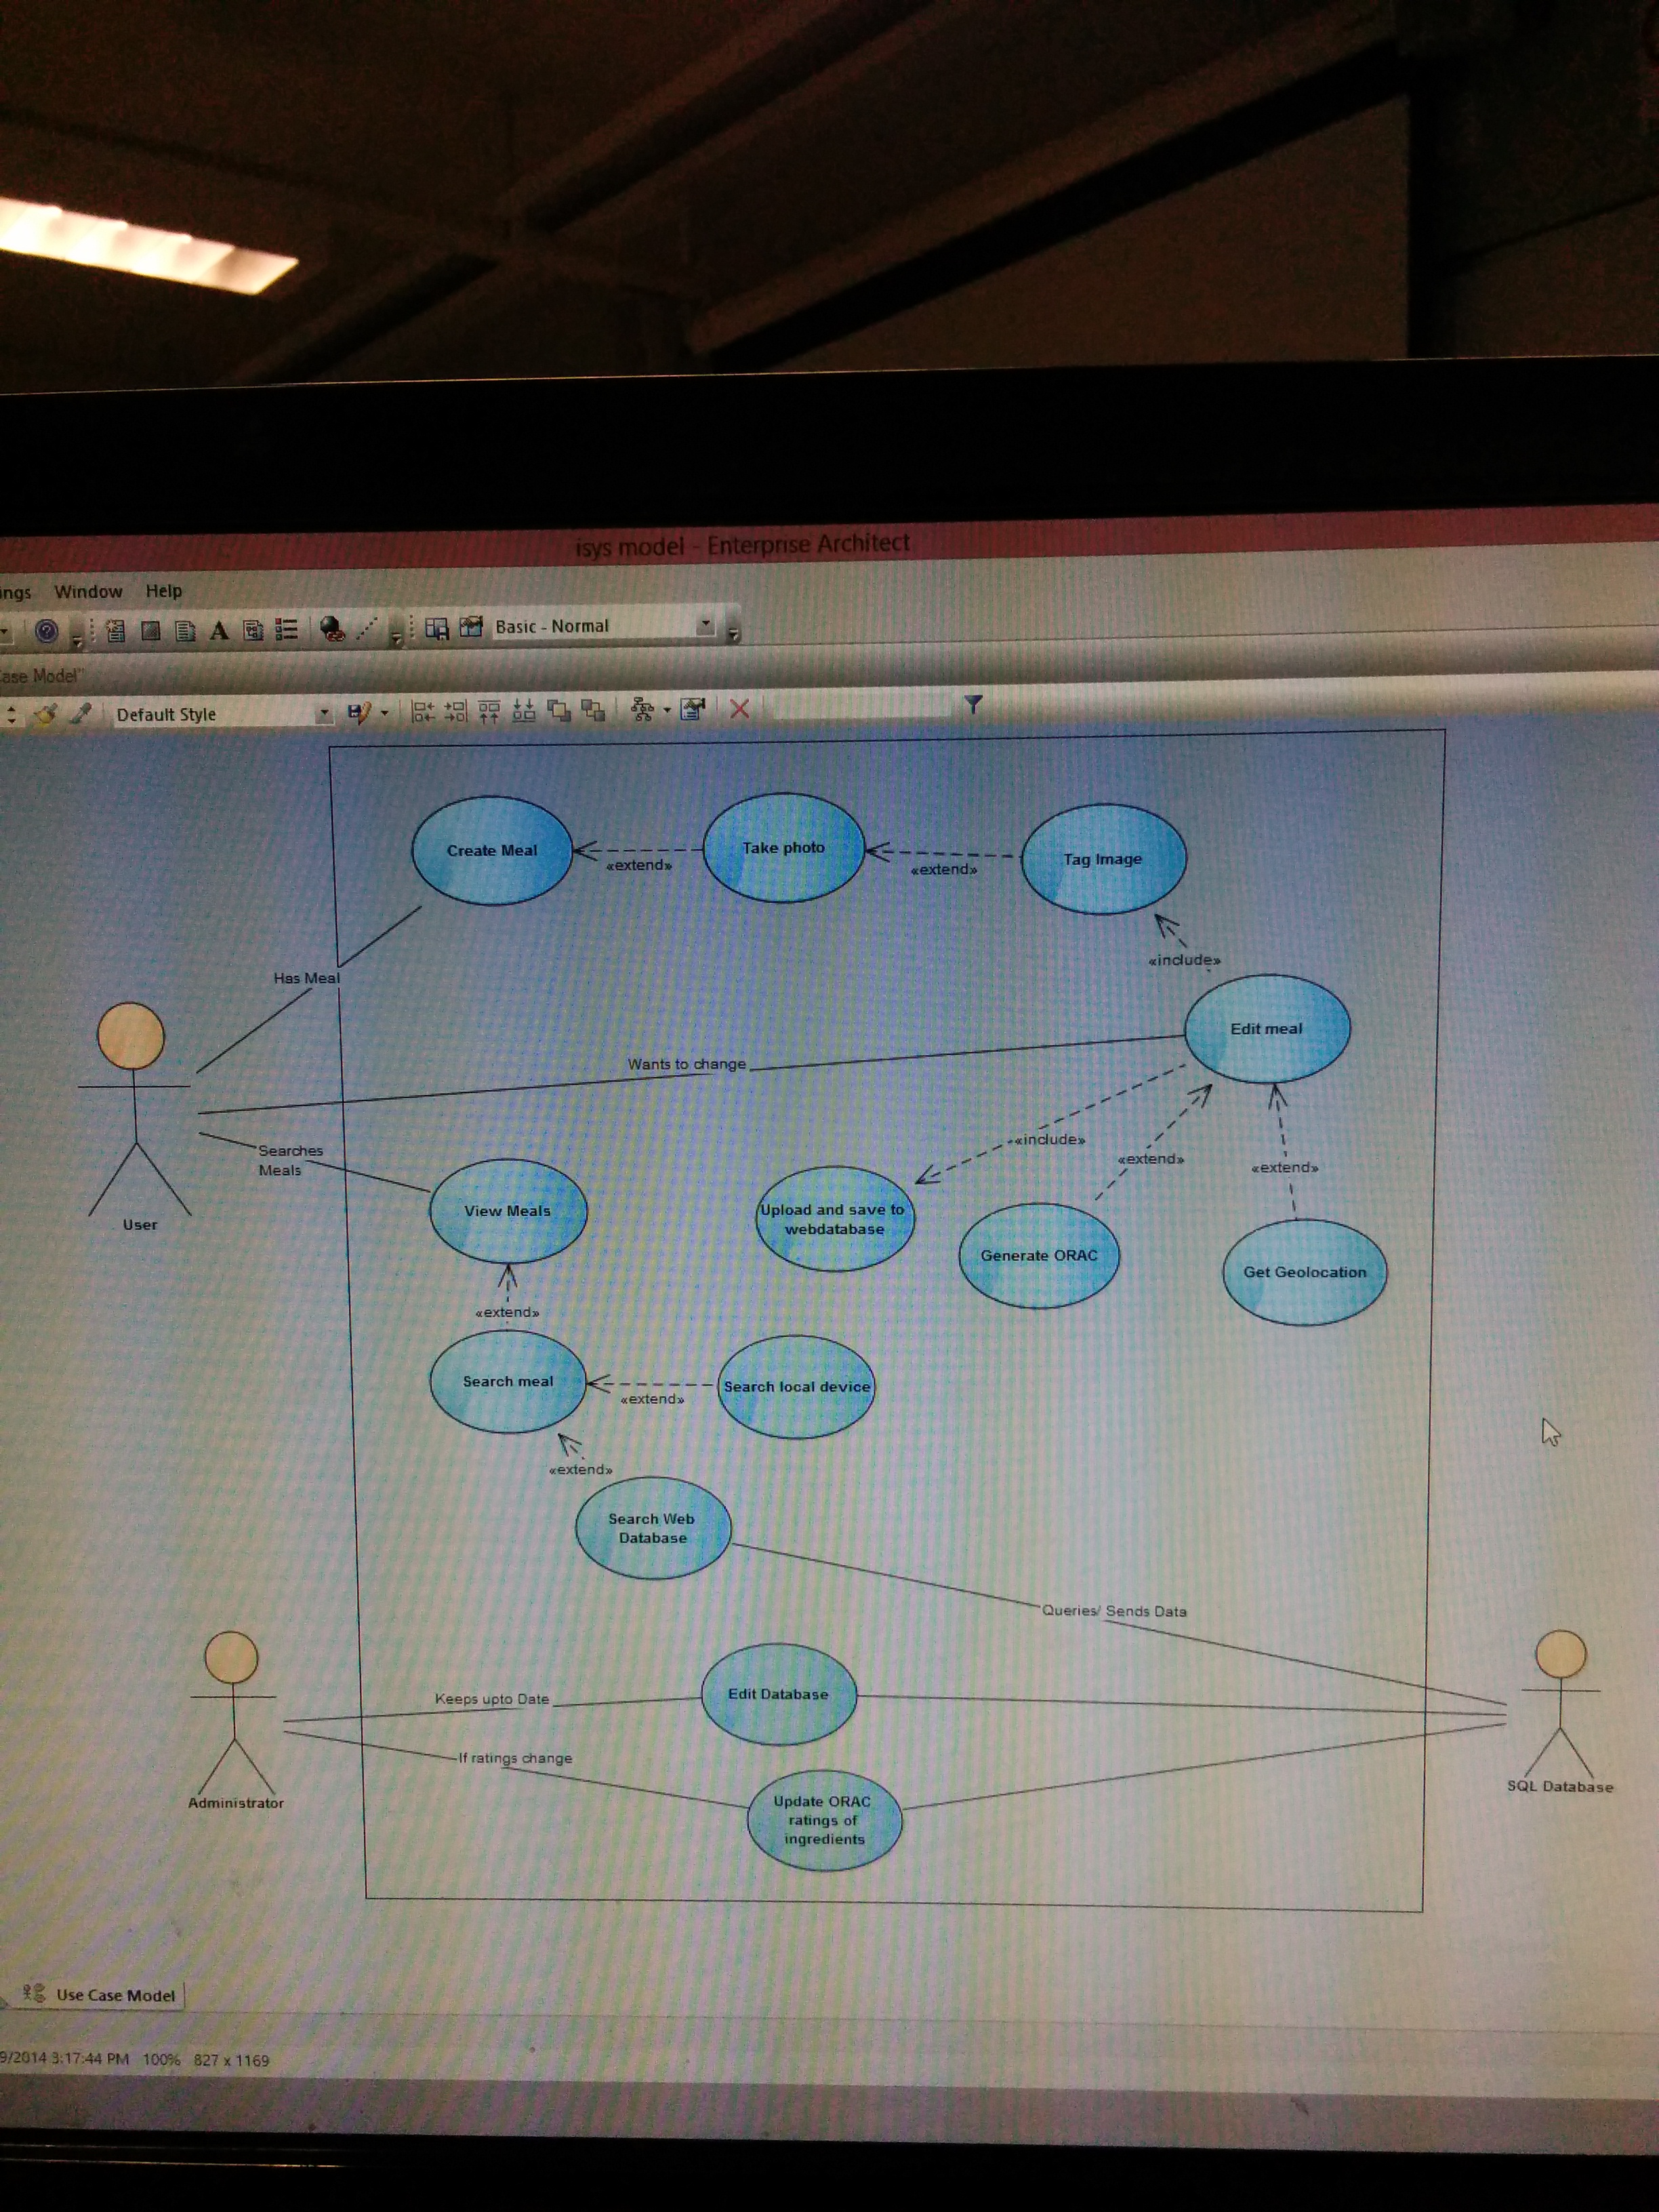 isys model - Enterprise Architect
ings Window Help
A Basic - Normal
ase Model"
Default Style
Create Meal
«extend»
Take photo
«extend»
Tag Image
«include»
Has Meal
Edit meal
Wants to change
Searches
Meals
«include»
«extend»
«extend»
User
View Meals
Upload and save to
webdatabase
Generate ORAC
Get Geolocation
«extend»
Search meal
«extend»
Search local device
«extend»
Search Web
Database
Queries/ Sends Data
Keeps upto Date
Edit Database
If ratings change
Administrator
SQL Database
Update ORAC
ratings of
ingredients
Use Case Model
9/2014 3:17:44 PM 100% 827 x 1169